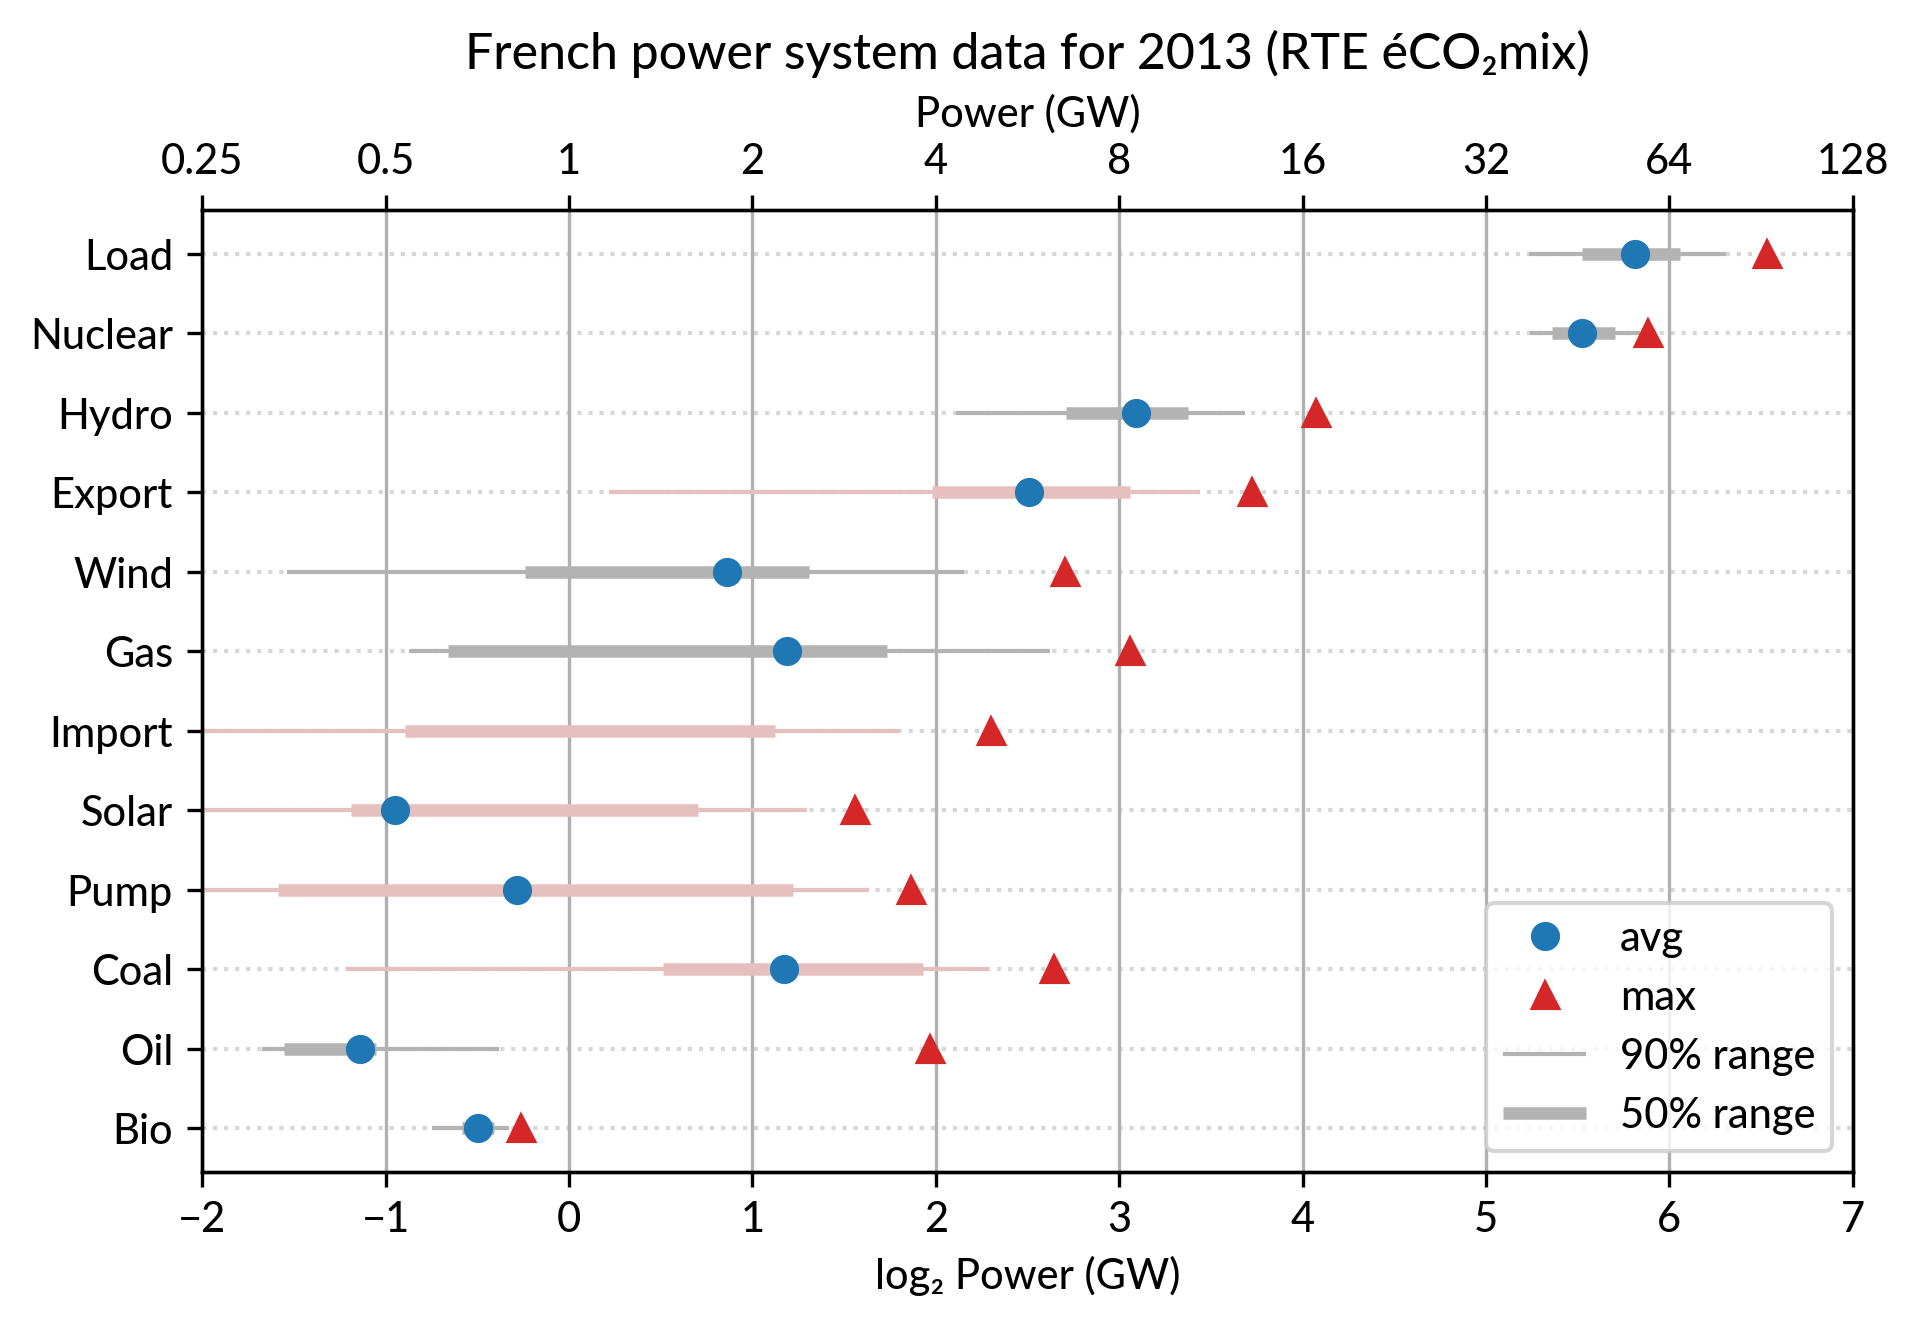 French power system data for 2013 (RTE éCO₂mix)
Power (GW)
0.25 0.5 1 2 4 8 16 32 64 128
Load
Nuclear
Hydro
Export
Wind
Gas
Import
Solar
Pump
Coal
Oil
Bio
avg
max
90% range
50% range
−2 −1 0 1 2 3 4 5 6 7
log₂ Power (GW)